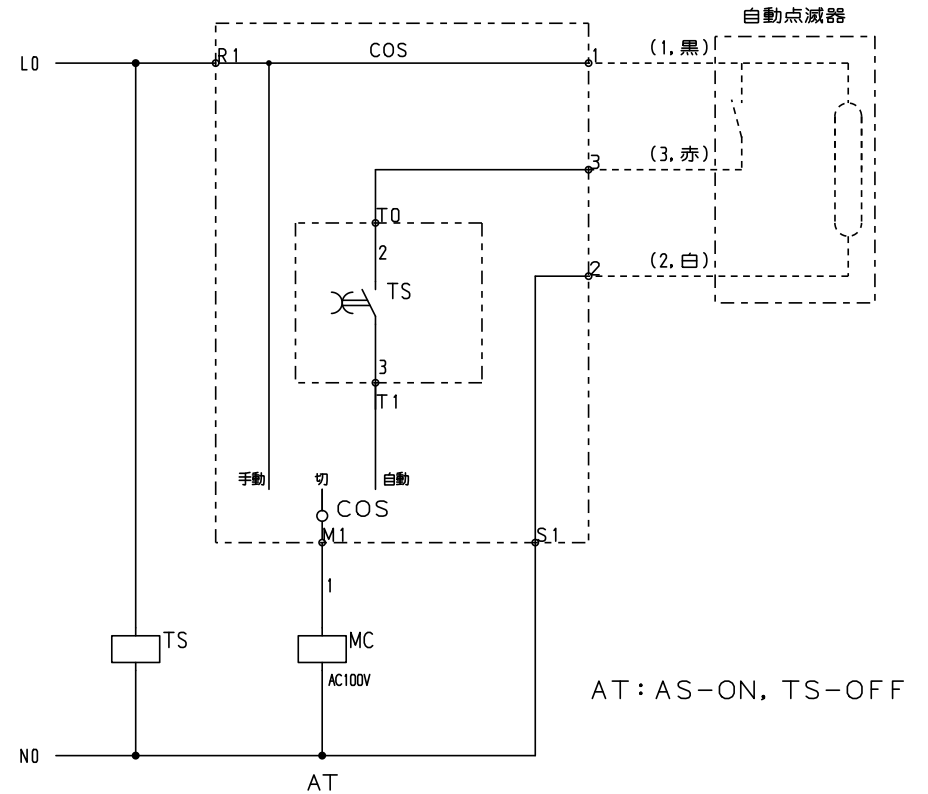 自動点滅器
L0
R1
COS
1
(1,黒)
3
(3,赤)
T0
2
2
(2,白)
TS
3
T1
手動
切
自動
COS
M1
S1
1
TS
MC
AC100V
AT:AS-ON, TS-OFF
N0
AT